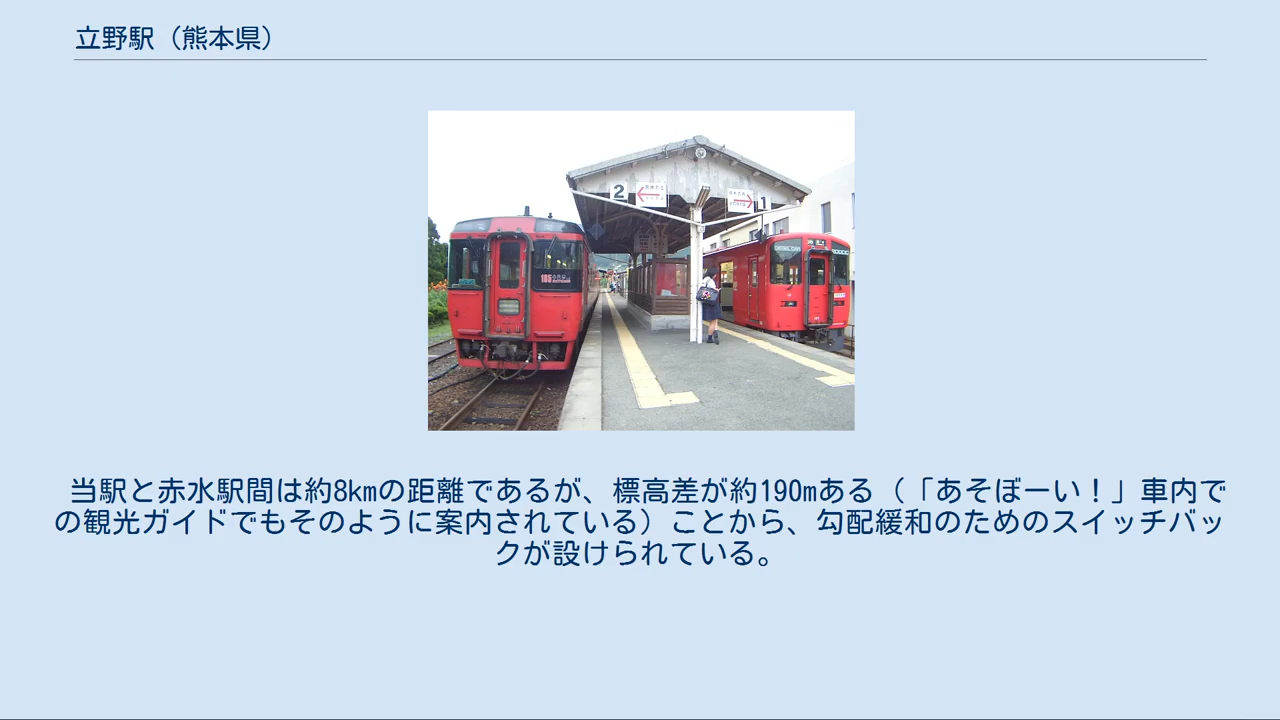 立野駅（熊本県）
2
1
当駅と赤水駅間は約8kmの距離であるが、標高差が約190mある（「あそぼーい！」車内で
の観光ガイドでもそのように案内されている）ことから、勾配緩和のためのスイッチバッ
クが設けられている。